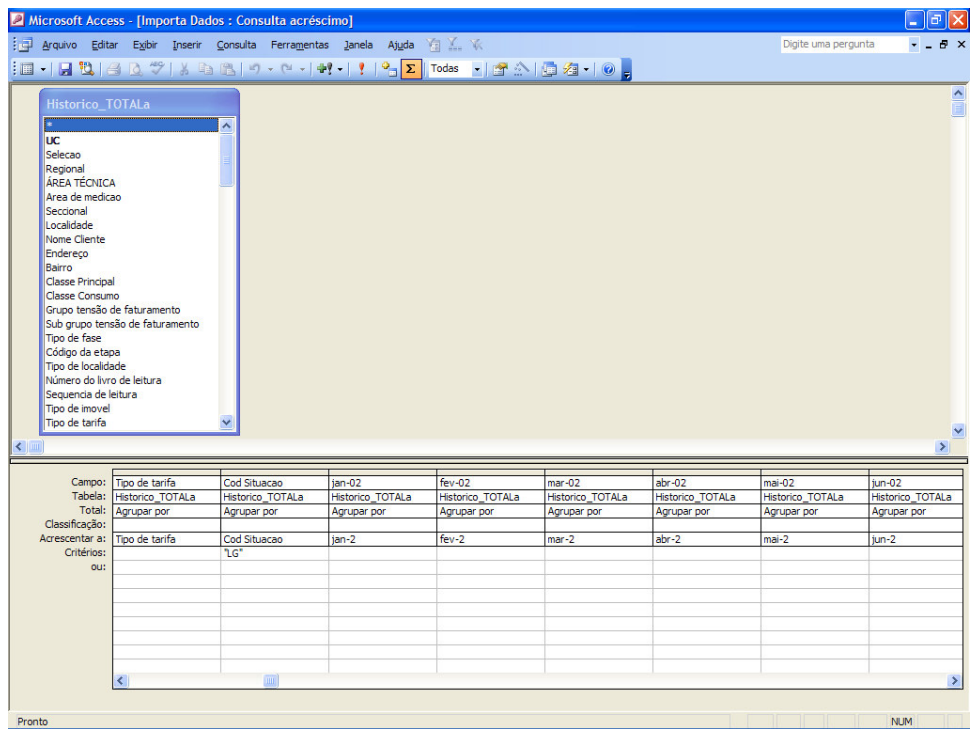 Microsoft Access - [Importa Dados : Consulta acréscimo]
Arquivo Editar Exibir Inserir Consulta Ferramentas Janela Ajuda Digite uma pergunta
Todas
Historico_TOTALa
*
UC
Selecao
Regional
ÁREA TÉCNICA
Area de medicao
Seccional
Localidade
Nome Cliente
Endereço
Bairro
Classe Principal
Classe Consumo
Grupo tensão de faturamento
Sub grupo tensão de faturamento
Tipo de fase
Código da etapa
Tipo de localidade
Número do livro de leitura
Sequencia de leitura
Tipo de imovel
Tipo de tarifa
Campo: Tipo de tarifa Cod Situacao jan-02 fev-02 mar-02 abr-02 mai-02 jun-02
Tabela: Historico_TOTALa Historico_TOTALa Historico_TOTALa Historico_TOTALa Historico_TOTALa Historico_TOTALa Historico_TOTALa Historico_TOTALa
Total: Agrupar por Agrupar por Agrupar por Agrupar por Agrupar por Agrupar por Agrupar por Agrupar por
Classificação:
Acrescentar a: Tipo de tarifa Cod Situacao jan-2 fev-2 mar-2 abr-2 mai-2 jun-2
Critérios: "LG"
ou:
Pronto NUM